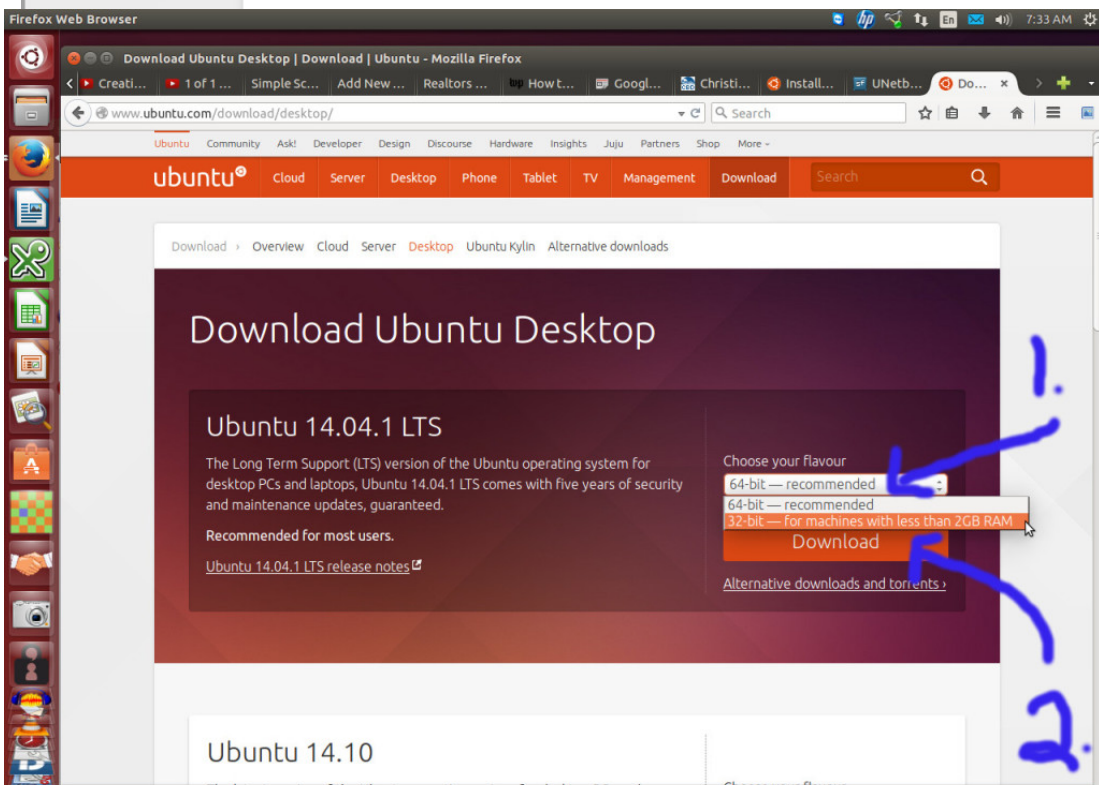 Firefox Web Browser
En
7:33 AM
Download Ubuntu Desktop | Download | Ubuntu - Mozilla Firefox
Creati... 1 of 1 ... Simple Sc... Add New ... Realtors ... How t... Googl... Christi... Install... UNetb... Do...
www.ubuntu.com/download/desktop/
Search
Ubuntu Community Ask! Developer Design Discourse Hardware Insights Juju Partners Shop More
ubuntu Cloud Server Desktop Phone Tablet TV Management Download Search
Download › Overview Cloud Server Desktop Ubuntu Kylin Alternative downloads
Download Ubuntu Desktop
1.
Ubuntu 14.04.1 LTS
The Long Term Support (LTS) version of the Ubuntu operating system for
desktop PCs and laptops, Ubuntu 14.04.1 LTS comes with five years of security
and maintenance updates, guaranteed.
Recommended for most users.
Ubuntu 14.04.1 LTS release notes
Choose your flavour
64-bit — recommended
64-bit — recommended
32-bit — for machines with less than 2GB RAM
Download
Alternative downloads and torrents ›
2.
Ubuntu 14.10